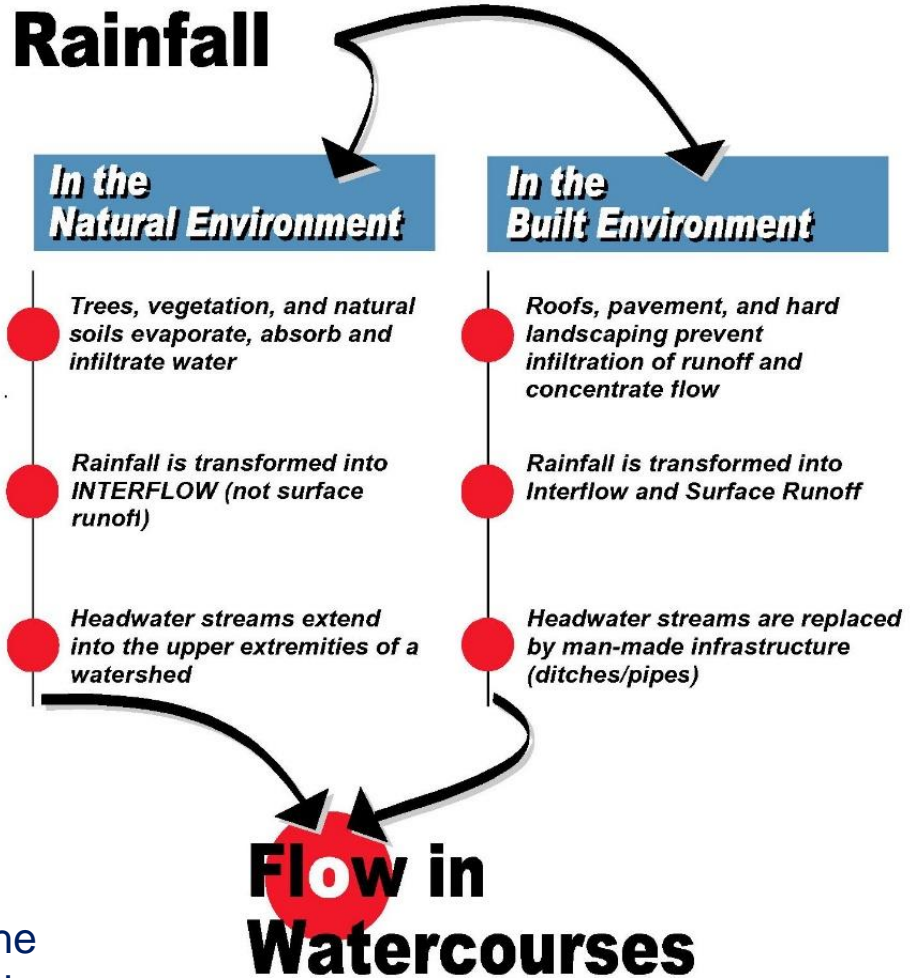 Rainfall
In the
Natural Environment
Trees, vegetation, and natural
soils evaporate, absorb and
infiltrate water
Rainfall is transformed into
INTERFLOW (not surface
runoff)
Headwater streams extend
into the upper extremities of a
watershed
In the
Built Environment
Roofs, pavement, and hard
landscaping prevent
infiltration of runoff and
concentrate flow
Rainfall is transformed into
Interflow and Surface Runoff
Headwater streams are replaced
by man-made infrastructure
(ditches/pipes)
Flow in
Watercourses